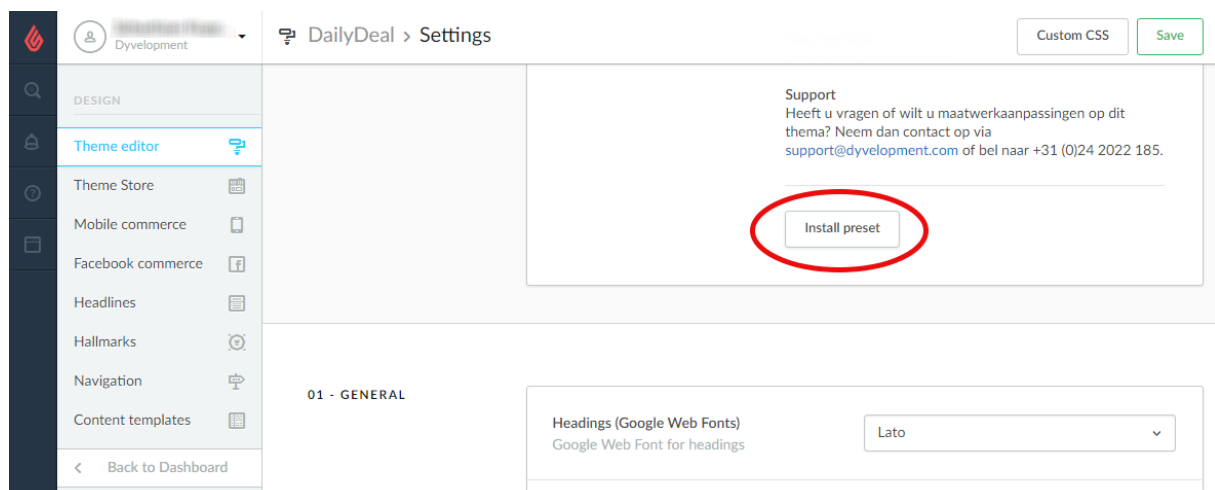 Dyvelopment
DailyDeal > Settings
Custom CSS
Save
DESIGN
Theme editor
Theme Store
Mobile commerce
Facebook commerce
Headlines
Hallmarks
Navigation
Content templates
< Back to Dashboard
Support
Heeft u vragen of wilt u maatwerkaanpassingen op dit
thema? Neem dan contact op via
support@dyvelopment.com of bel naar +31 (0)24 2022 185.
Install preset
01 - GENERAL
Headings (Google Web Fonts)
Google Web Font for headings
Lato